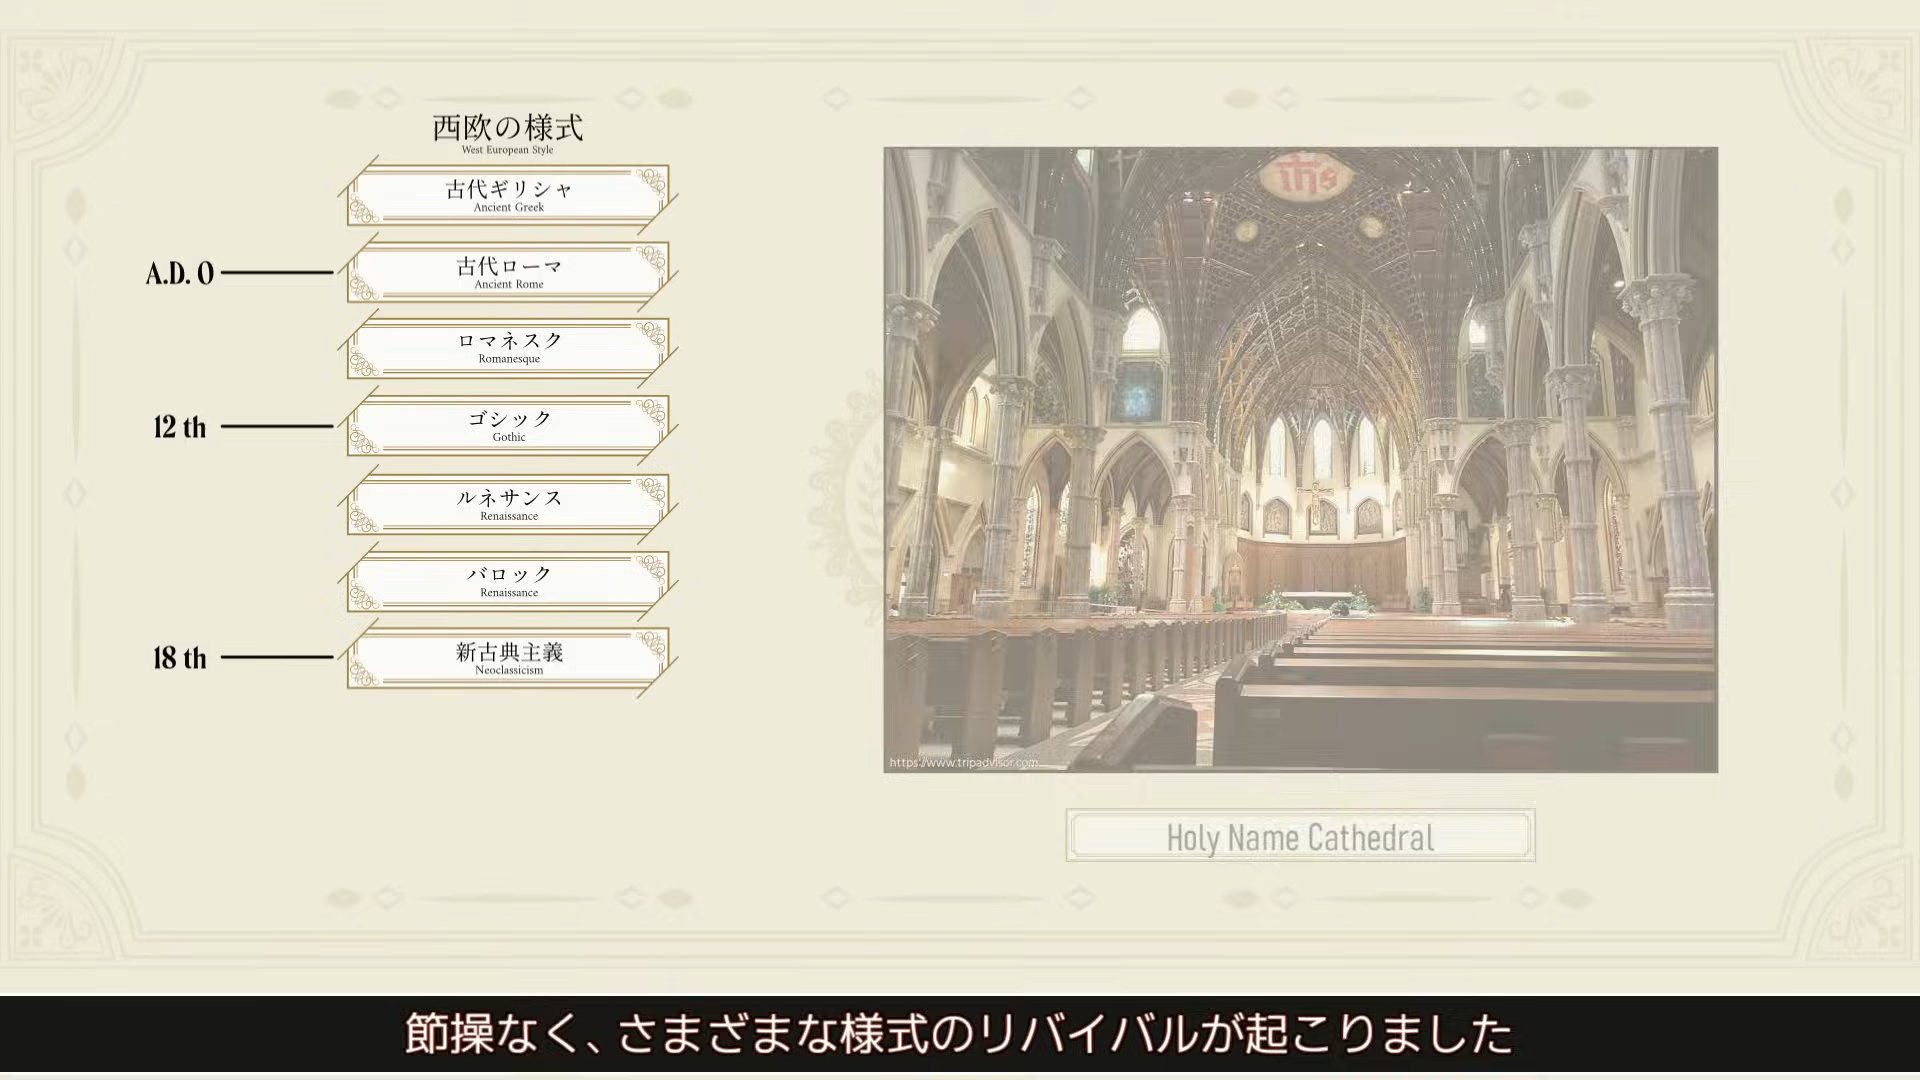 西欧の様式
West European Style
古代ギリシャ
Ancient Greek
A.D. 0
古代ローマ
Ancient Rome
ロマネスク
Romanesque
12 th
ゴシック
Gothic
ルネサンス
Renaissance
バロック
Renaissance
18 th
新古典主義
Neoclassicism
ihs
https://www.tripadvisor.com
Holy Name Cathedral
節操なく、さまざまな様式のリバイバルが起こりました